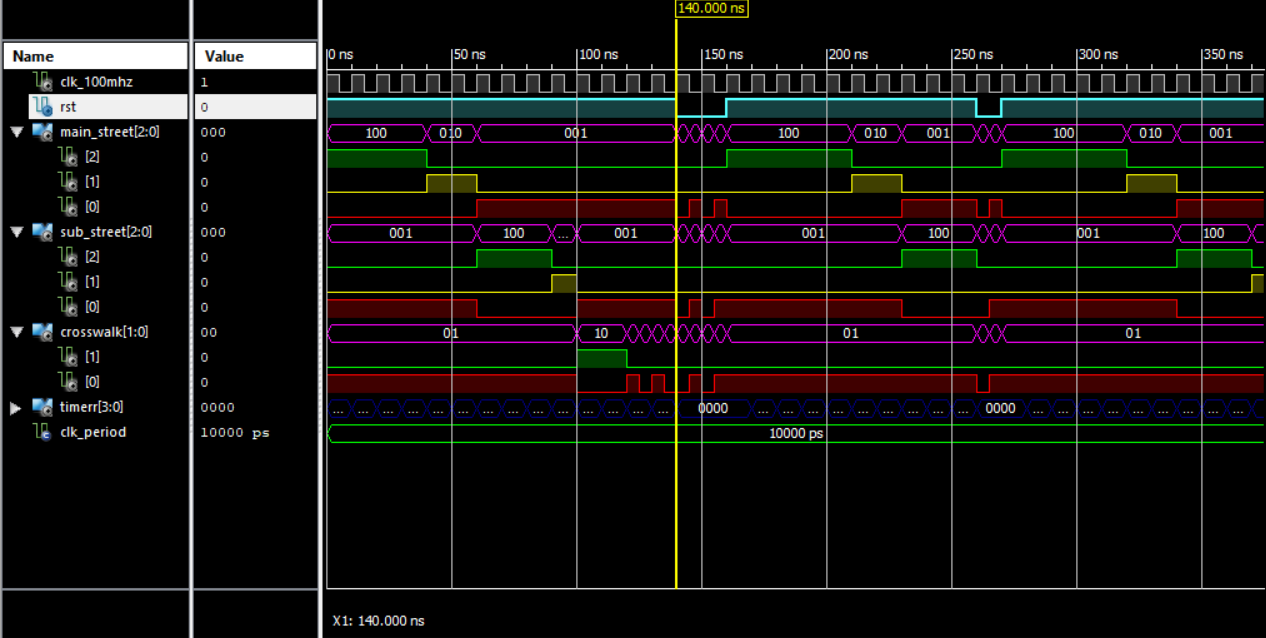 140.000 ns
Name Value 0 ns 50 ns 100 ns 150 ns 200 ns 250 ns 300 ns 350 ns
clk_100mhz 1
rst 0
main_street[2:0] 000 100 010 001 100 010 001 100 010 001
[2] 0
[1] 0
[0] 0
sub_street[2:0] 000 001 100 ... 001 001 100 001 100
[2] 0
[1] 0
[0] 0
crosswalk[1:0] 00 01 10 01 01
[1] 0
[0] 0
timerr[3:0] 0000 ... ... ... ... ... ... ... ... ... ... ... ... ... ... 0000 ... ... ... ... ... ... ... ... ... 0000 ... ... ... ... ... ... ... ... ...
clk_period 10000 ps 10000 ps
X1: 140.000 ns